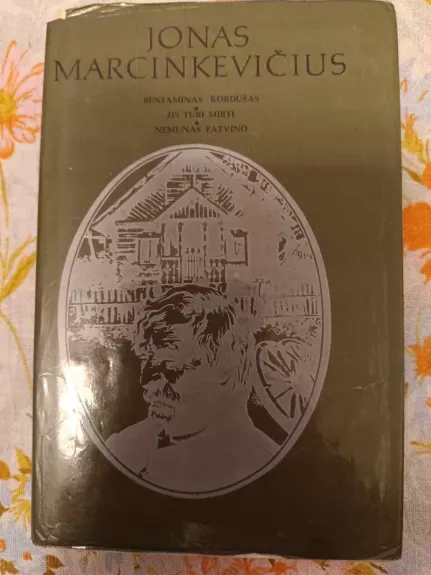 JONAS
MARCINKEVIČIUS
BENJAMINAS KORDUŠAS
JIS TURI MIRTI
NEMUNAS PATVINO